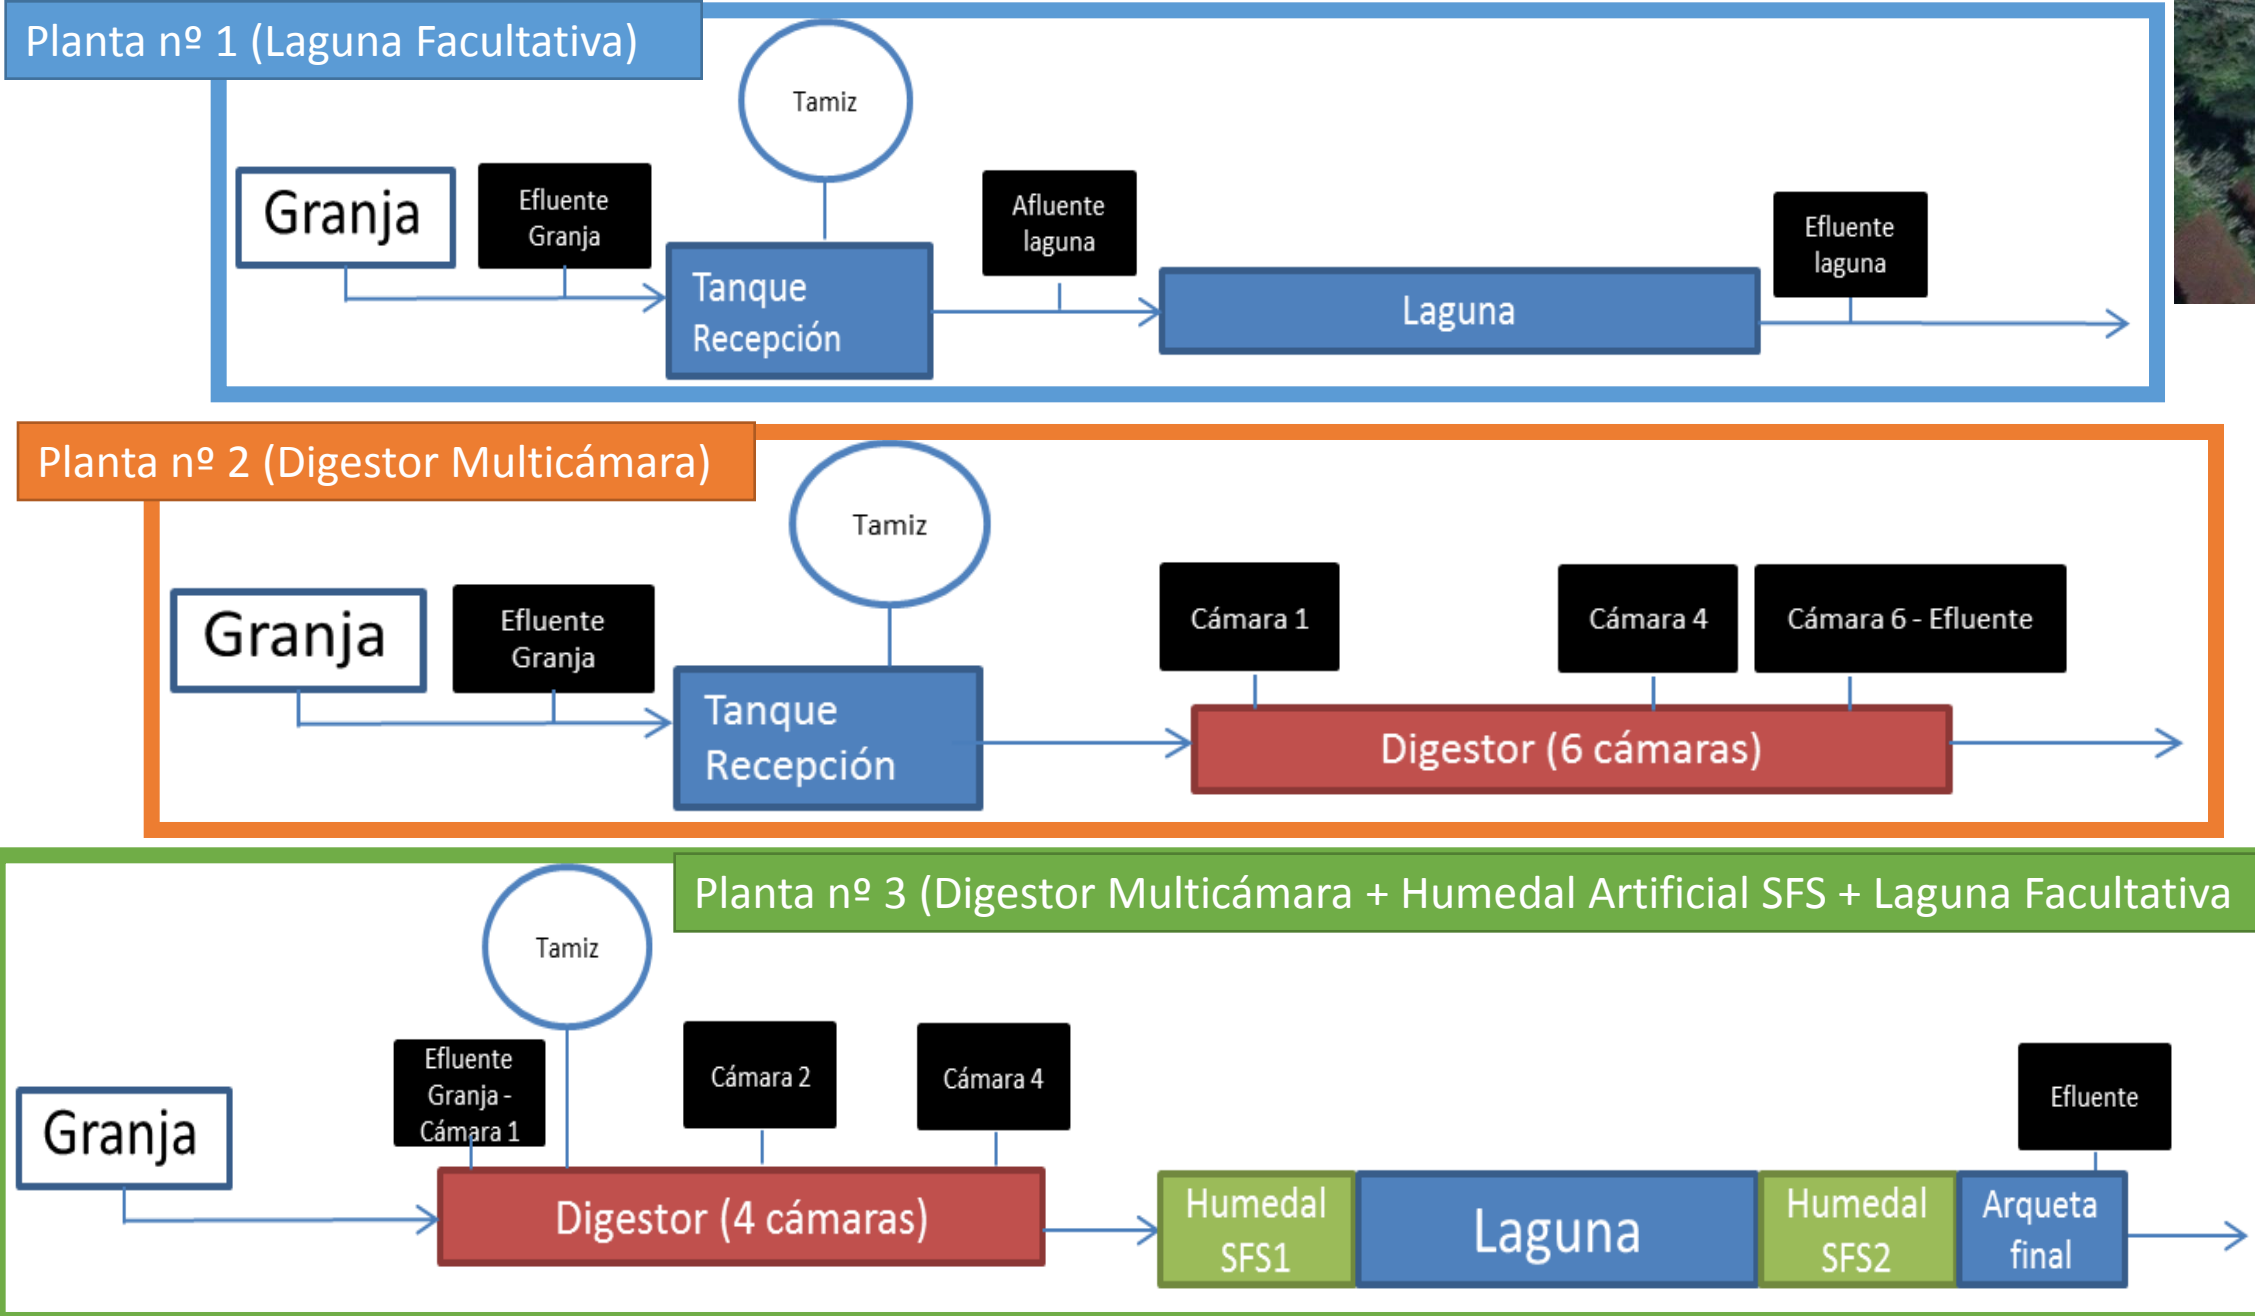 Planta nº 1 (Laguna Facultativa)
Tamiz
Granja
Efluente
Granja
Tanque
Recepción
Afluente
laguna
Laguna
Efluente
laguna
Planta nº 2 (Digestor Multicámara)
Tamiz
Granja
Efluente
Granja
Tanque
Recepción
Cámara 1
Cámara 4
Cámara 6 - Efluente
Digestor (6 cámaras)
Planta nº 3 (Digestor Multicámara + Humedal Artificial SFS + Laguna Facultativa
Tamiz
Granja
Efluente
Granja -
Cámara 1
Cámara 2
Cámara 4
Digestor (4 cámaras)
Humedal
SFS1
Laguna
Humedal
SFS2
Arqueta
final
Efluente